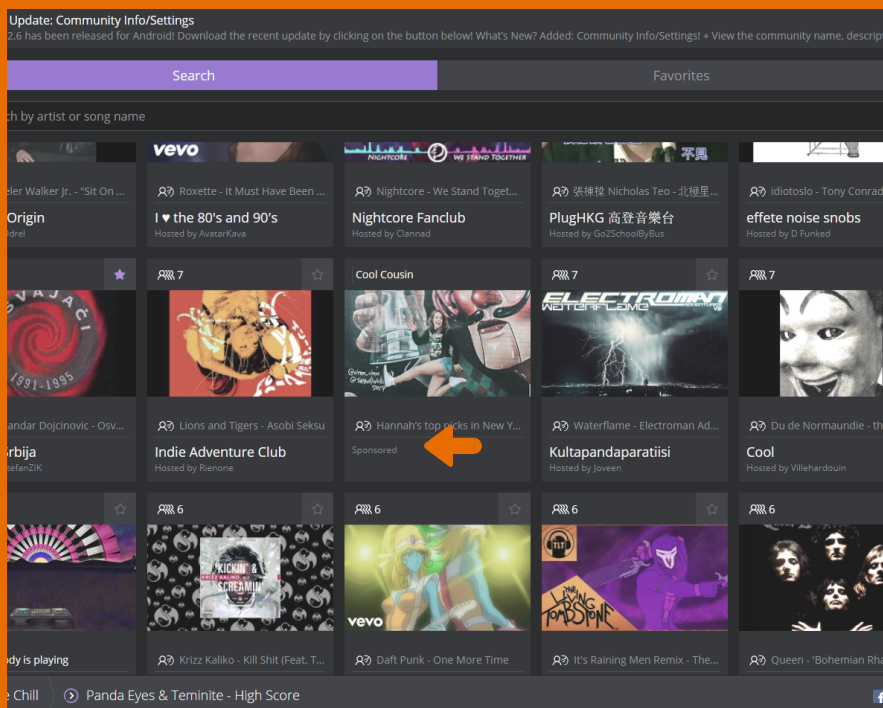 Update: Community Info/Settings
2.6 has been released for Android! Download the recent update by clicking on the button below! What's New? Added: Community Info/Settings! + View the community name, descript
Search
Favorites
ch by artist or song name
vevo
NIGHTCORE WE STAND TOGETHER
不見
eler Walker Jr. - "Sit On ...
Roxette - It Must Have Been ...
Nightcore - We Stand Toget...
張棟樑 Nicholas Teo - 北極星...
idiotoslo - Tony Conrad
Origin
I ♥ the 80's and 90's
Nightcore Fanclub
PlugHKG 高登音樂台
effete noise snobs
Odrel
Hosted by AvatarKava
Hosted by Clannad
Hosted by Go2SchoolByBus
Hosted by D Funked
7
Cool Cousin
7
7
VAJAČI
1991-1995
ELECTROMAN
WATERFLAME ADVENTURES
andar Dojcinovic - Osv...
Lions and Tigers - Asobi Seksu
Hannah's top picks in New Y...
Waterflame - Electroman Ad...
Du de Normaundie - th
Srbija
Indie Adventure Club
Sponsored
Kultapandaparatiisi
Cool
tefanZIK
Hosted by Rienone
Hosted by Joveen
Hosted by Villehardouin
6
6
6
6
KICKIN' &
KRIZZ KALIKO
SCREAMIN'
vevo
TLT
THE LIVING TOMBSTONE
ody is playing
Krizz Kaliko - Kill Shit (Feat. T...
Daft Punk - One More Time
It's Raining Men Remix - The...
Queen - 'Bohemian Rha
e Chill
Panda Eyes & Teminite - High Score